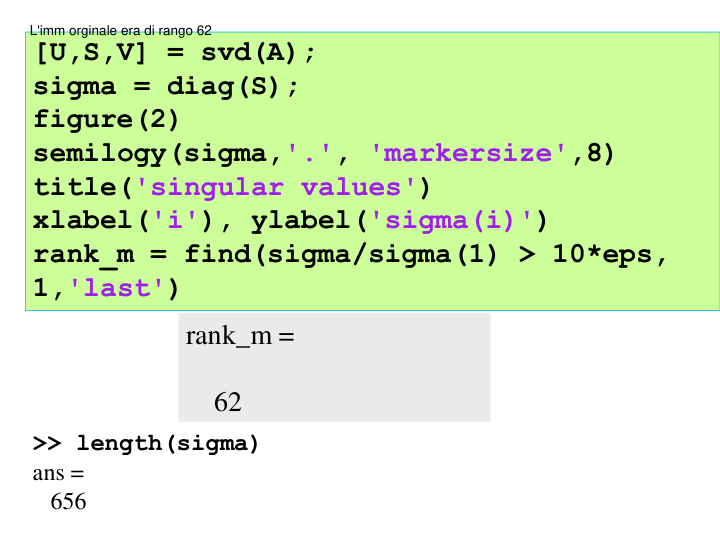 L'imm orginale era di rango 62
[U,S,V] = svd(A);
sigma = diag(S);
figure(2)
semilogy(sigma,'.', 'markersize',8)
title('singular values')
xlabel('i'), ylabel('sigma(i)')
rank_m = find(sigma/sigma(1) > 10*eps,
1,'last')
rank_m =
62
>> length(sigma)
ans =
656